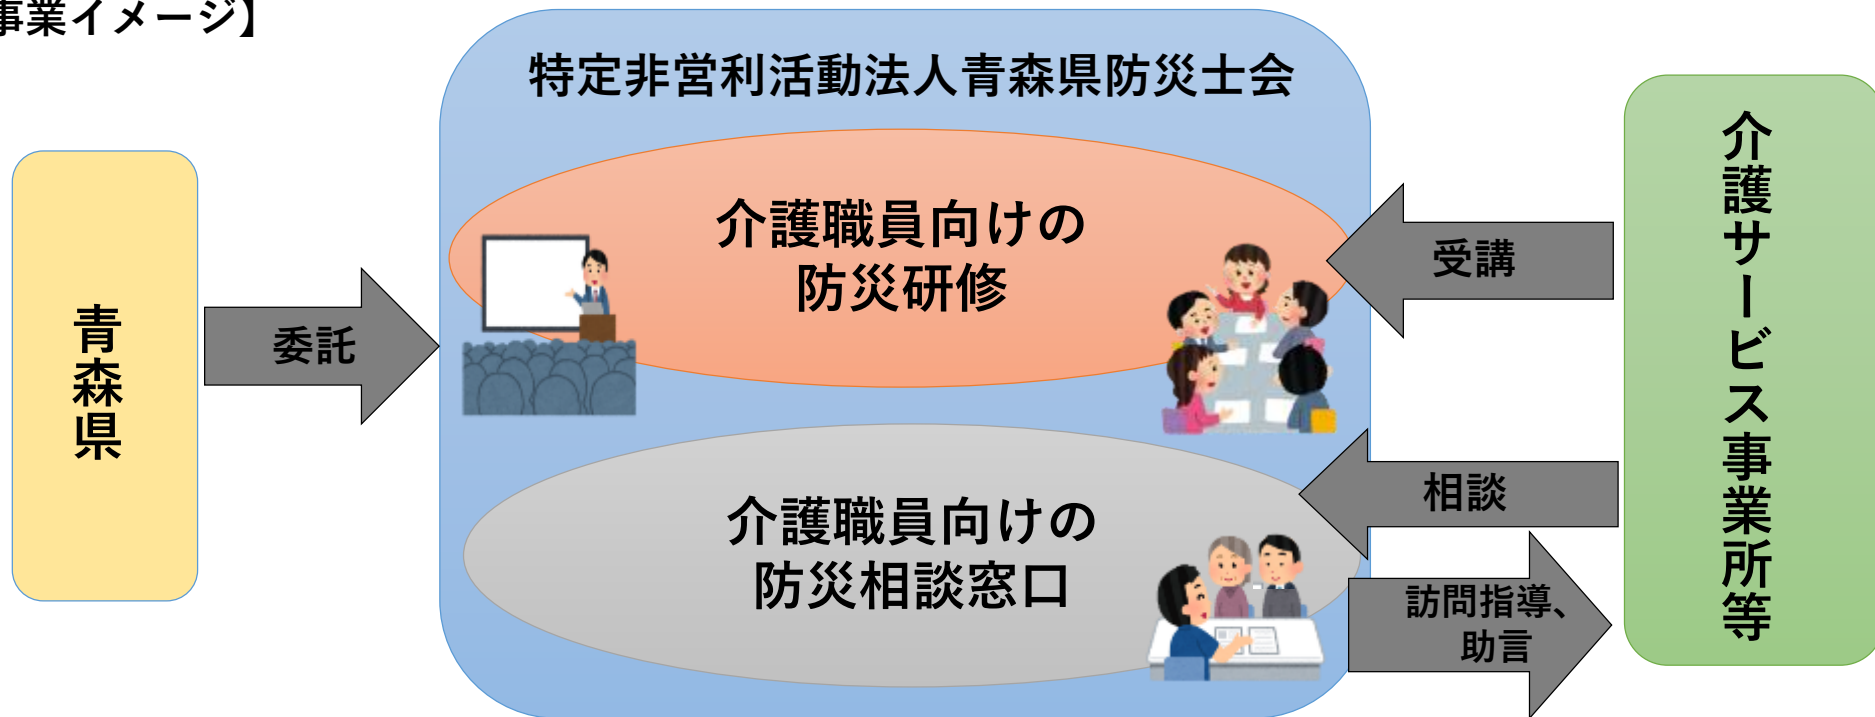 事業イメージ】
特定非営利活動法人青森県防災士会
青森県
委託
介護職員向けの
防災研修
受講
介護職員向けの
防災相談窓口
相談
訪問指導、
助言
介護サービス事業所等